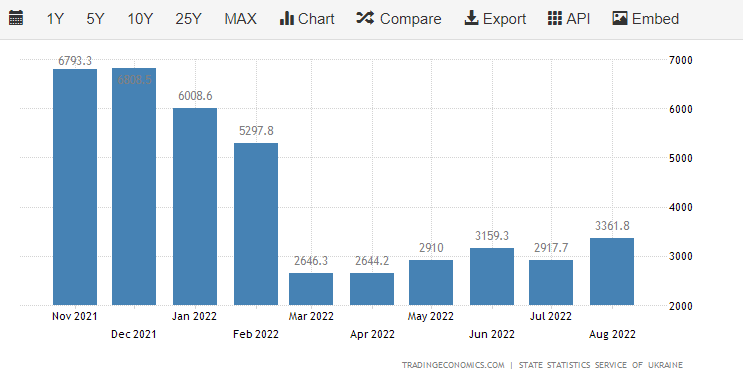 1Y 5Y 10Y 25Y MAX Chart Compare Export API Embed
6793.3 7000
6808.5
6008.6 6000
5297.8
5000
4000
3361.8
3159.3
2646.3 2644.2 2910 2917.7 3000
2000
Nov 2021 Jan 2022 Mar 2022 May 2022 Jul 2022
Dec 2021 Feb 2022 Apr 2022 Jun 2022 Aug 2022
TRADINGECONOMICS.COM | STATE STATISTICS SERVICE OF UKRAINE